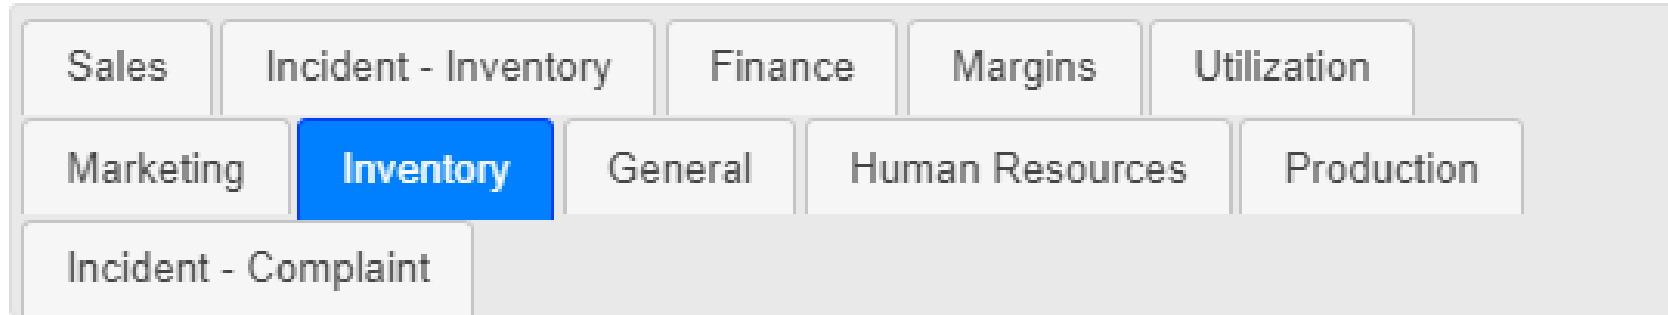 Sales Incident - Inventory Finance Margins Utilization
Marketing Inventory General Human Resources Production
Incident - Complaint